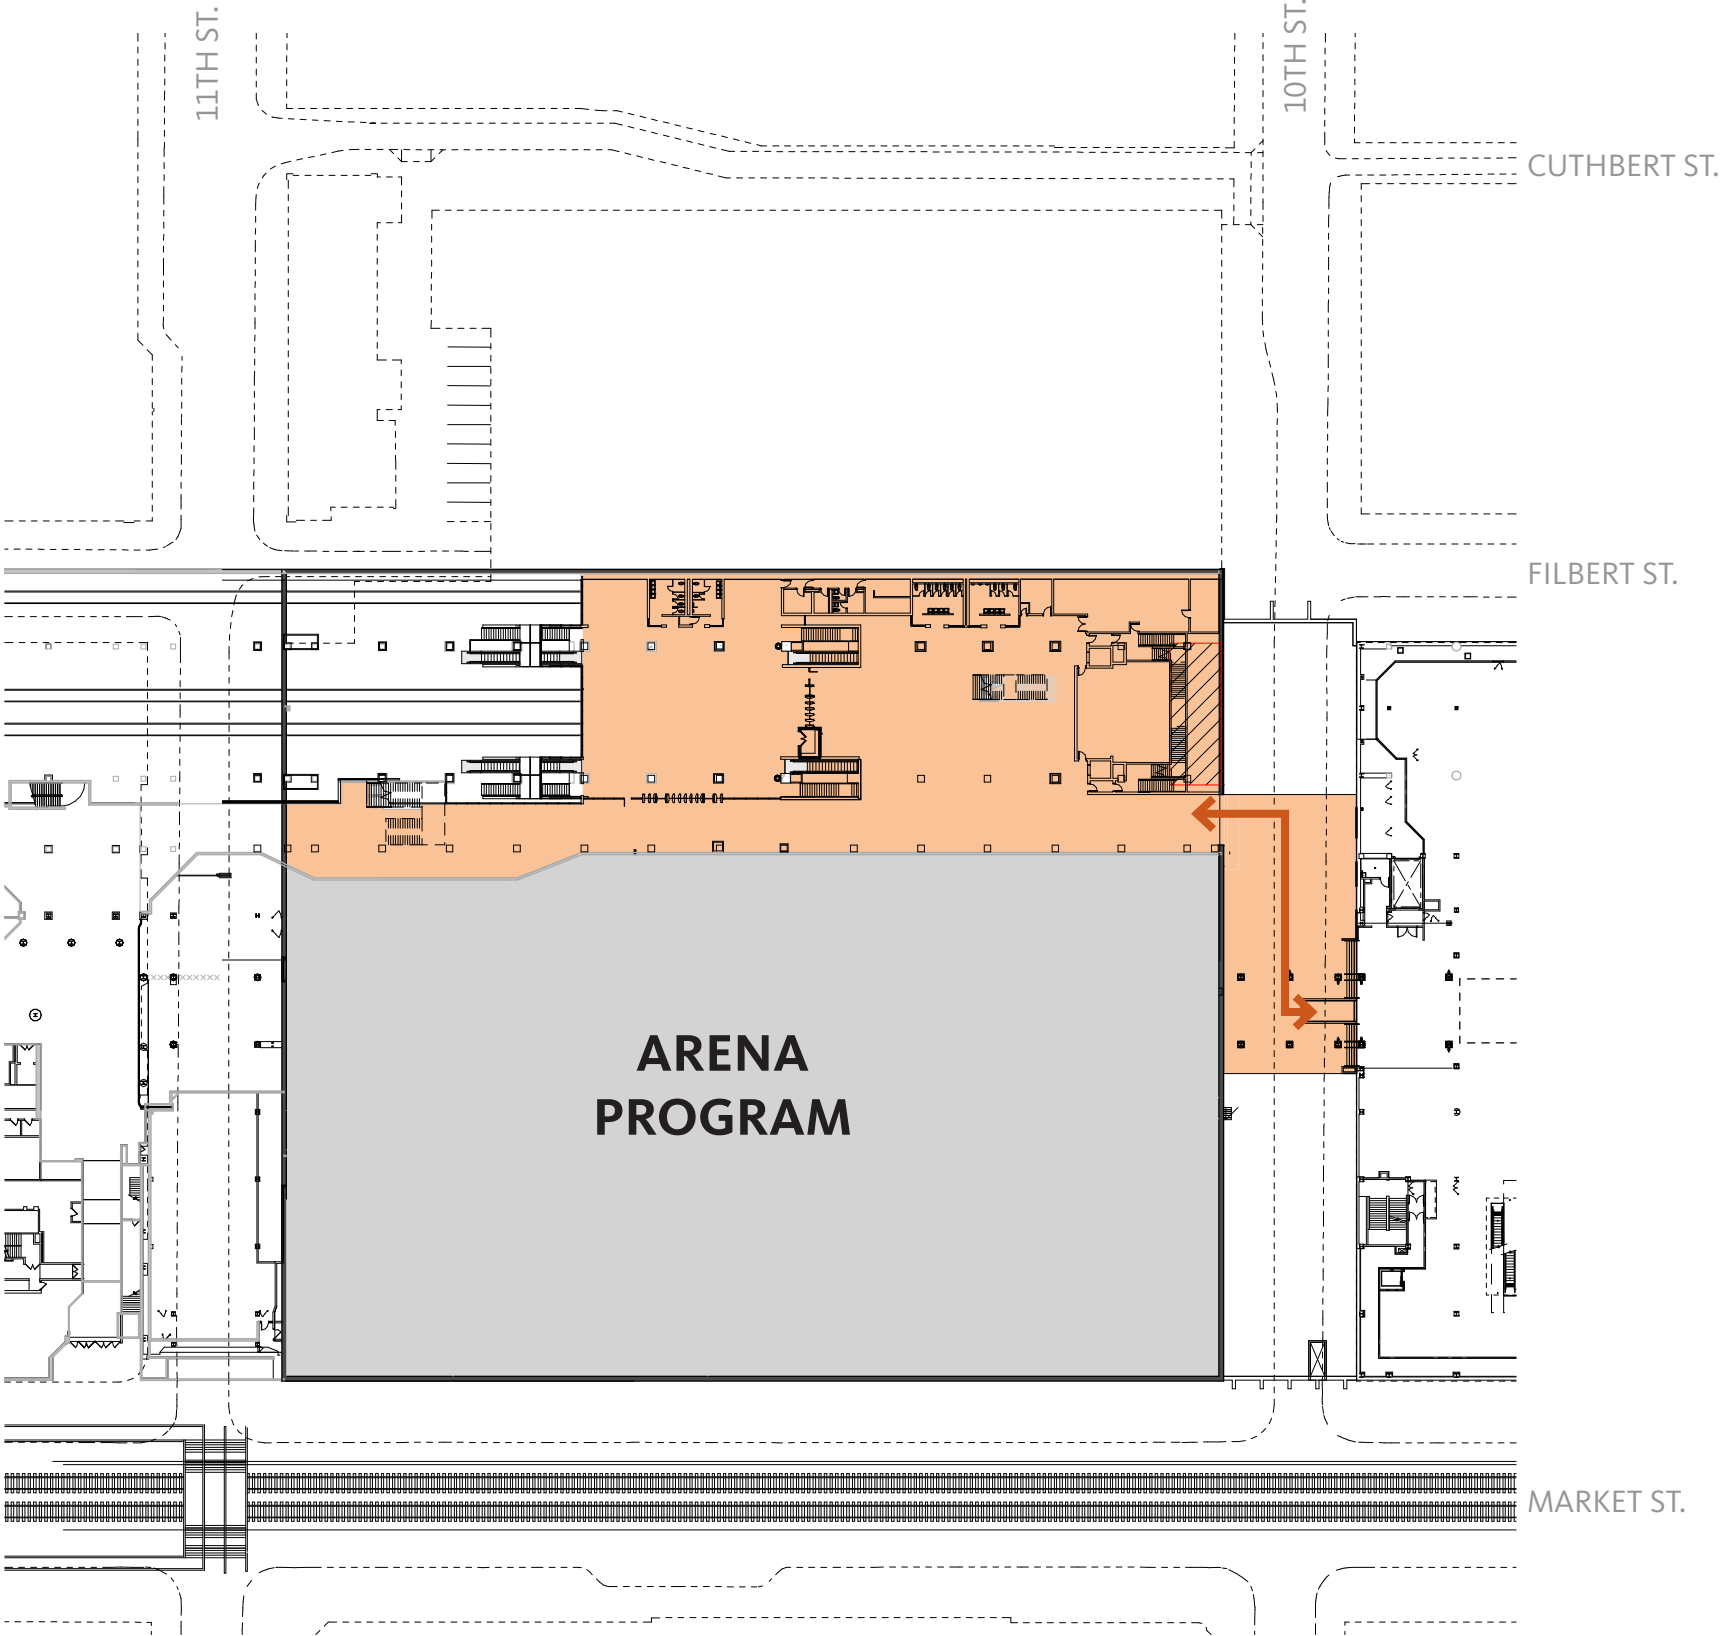 11TH ST.
10TH ST.
CUTHBERT ST.
FILBERT ST.
ARENA
PROGRAM
MARKET ST.